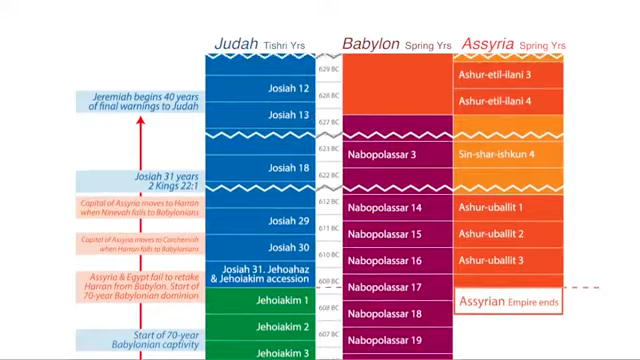 Judah Tishri Yrs
Babylon Spring Yrs
Assyria Spring Yrs
629 BC
628 BC
627 BC
623 BC
622 BC
612 BC
611 BC
610 BC
609 BC
608 BC
607 BC
Jeremiah begins 40 years
of final warnings to Judah
Josiah 31 years
2 Kings 22:1
Capital of Assyria moves to Harran
when Ninevah falls to Babylonians
Capital of Assyria moves to Carchemish
when Harran falls to Babylonians
Assyria & Egypt fail to retake
Harran from Babylon. Start of
70-year Babylonian dominion
Start of 70-year
Babylonian captivity
Josiah 12
Josiah 13
Josiah 18
Josiah 29
Josiah 30
Josiah 31. Jehoahaz
& Jehoiakim accession
Jehoiakim 1
Jehoiakim 2
Jehoiakim 3
Nabopolassar 3
Nabopolassar 14
Nabopolassar 15
Nabopolassar 16
Nabopolassar 17
Nabopolassar 18
Nabopolassar 19
Ashur-etil-ilani 3
Ashur-etil-ilani 4
Sin-shar-ishkun 4
Ashur-uballit 1
Ashur-uballit 2
Ashur-uballit 3
Assyrian Empire ends